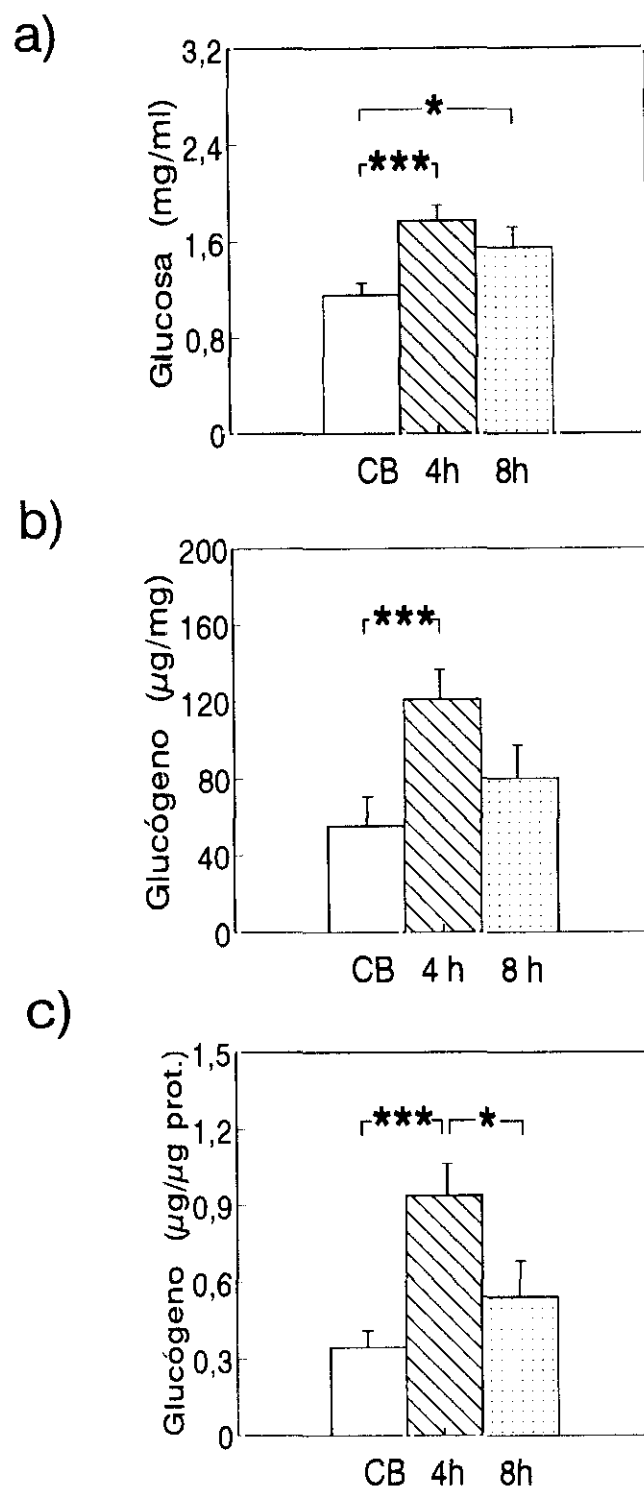 a)
Glucosa (mg/ml)
3,2
2,4
1,6
0,8
0
*
***
CB 4h 8h
b)
Glucógeno (µg/mg)
200
160
120
80
40
0
***
CB 4 h 8 h
c)
Glucógeno (µg/µg prot.)
1,5
1,2
0,9
0,6
0,3
0
*** *
CB 4h 8h